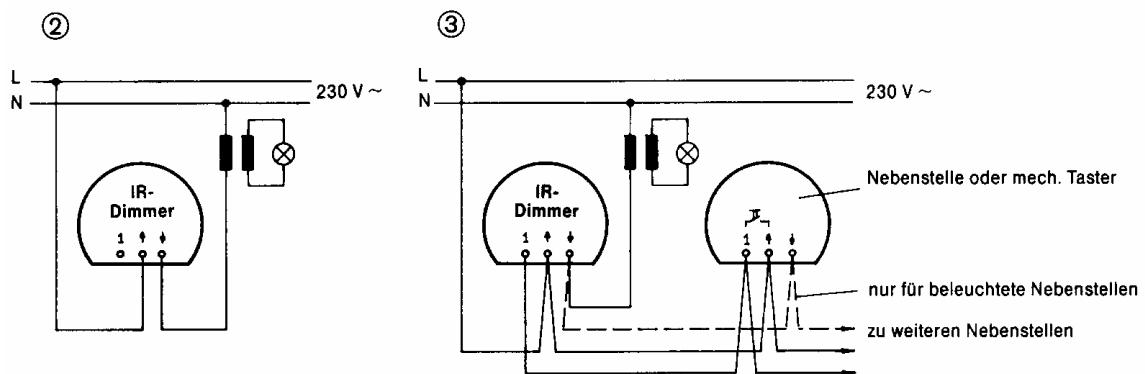 ②
L
N
230 V ~
IR-
Dimmer
1 ↑ ↓
③
L
N
230 V ~
IR-
Dimmer
1 ↑ ↓
Nebenstelle oder mech. Taster
1 ↑ ↓
nur für beleuchtete Nebenstellen
zu weiteren Nebenstellen